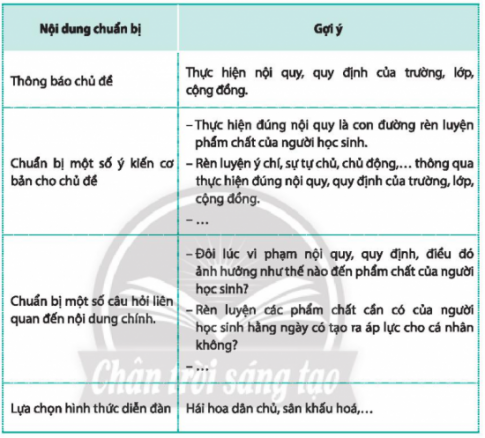 Nội dung chuẩn bị
Gợi ý
Thông báo chủ đề
Thực hiện nội quy, quy định của trường, lớp,
cộng đồng.
Chuẩn bị một số ý kiến cơ
bản cho chủ đề
– Thực hiện đúng nội quy là con đường rèn luyện
phẩm chất của người học sinh.
– Rèn luyện ý chí, sự tự chủ, chủ động,... thông qua
thực hiện đúng nội quy, quy định của trường, lớp,
cộng đồng.
– ...
Chuẩn bị một số câu hỏi liên
quan đến nội dung chính.
– Đôi lúc vi phạm nội quy, quy định, điều đó
ảnh hưởng như thế nào đến phẩm chất của người
học sinh?
– Rèn luyện các phẩm chất cần có của người
học sinh hằng ngày có tạo ra áp lực cho cá nhân
không?
– ...
Chân trời sáng tạo
Lựa chọn hình thức diễn đàn
Hái hoa dân chủ, sân khấu hoá,...